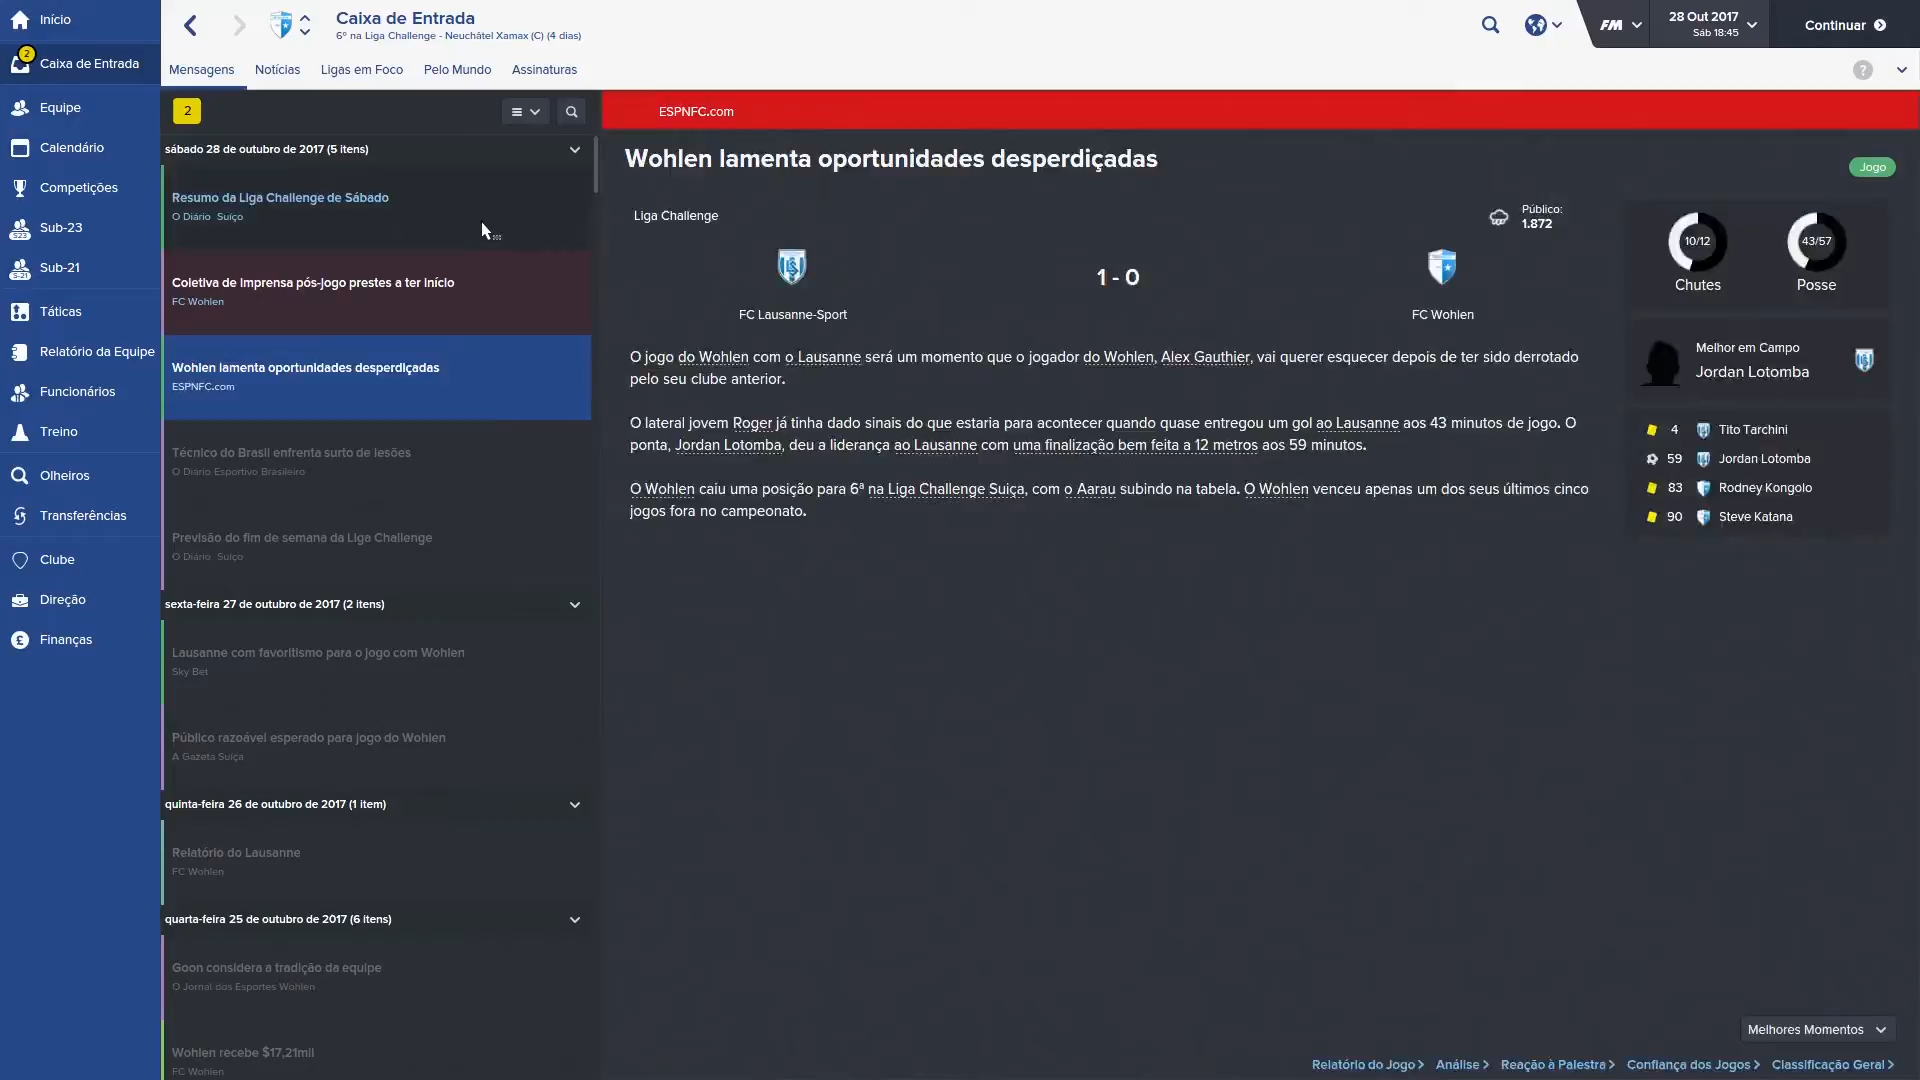 Início
2
Caixa de Entrada
Equipe
Calendário
Competições
Sub-23
Sub-21
Táticas
Relatório da Equipe
Funcionários
Treino
Olheiros
Transferências
Clube
Direção
Finanças
Caixa de Entrada
6º na Liga Challenge - Neuchâtel Xamax (C) (4 dias)
FM
28 Out 2017
Sáb 18:45
Continuar
Mensagens
Notícias
Ligas em Foco
Pelo Mundo
Assinaturas
?
2
sábado 28 de outubro de 2017 (5 itens)
Resumo da Liga Challenge de Sábado
O Diário Suíço
Coletiva de Imprensa pós-jogo prestes a ter início
FC Wohlen
Wohlen lamenta oportunidades desperdiçadas
ESPNFC.com
Técnico do Brasil enfrenta surto de lesões
O Diário Esportivo Brasileiro
Previsão do fim de semana da Liga Challenge
O Diário Suíço
sexta-feira 27 de outubro de 2017 (2 itens)
Lausanne com favoritismo para o jogo com Wohlen
Sky Bet
Público razoável esperado para jogo do Wohlen
A Gazeta Suíça
quinta-feira 26 de outubro de 2017 (1 item)
Relatório do Lausanne
FC Wohlen
quarta-feira 25 de outubro de 2017 (6 itens)
Goon considera a tradição da equipe
O Jornal dos Esportes Wohlen
Wohlen recebe $17,21mil
FC Wohlen
ESPNFC.com
Wohlen lamenta oportunidades desperdiçadas
Jogo
Liga Challenge
Público:
1.872
FC Lausanne-Sport
1 - 0
FC Wohlen
O jogo do Wohlen com o Lausanne será um momento que o jogador do Wohlen, Alex Gauthier, vai querer esquecer depois de ter sido derrotado
pelo seu clube anterior.
O lateral jovem Roger já tinha dado sinais do que estaria para acontecer quando quase entregou um gol ao Lausanne aos 43 minutos de jogo. O
ponta, Jordan Lotomba, deu a liderança ao Lausanne com uma finalização bem feita a 12 metros aos 59 minutos.
O Wohlen caiu uma posição para 6ª na Liga Challenge Suíça, com o Aarau subindo na tabela. O Wohlen venceu apenas um dos seus últimos cinco
jogos fora no campeonato.
10/12
Chutes
43/57
Posse
Melhor em Campo
Jordan Lotomba
4 Tito Tarchini
59 Jordan Lotomba
83 Rodney Kongolo
90 Steve Katana
Melhores Momentos
Relatório do Jogo
Análise
Reação à Palestra
Confiança dos Jogos
Classificação Geral